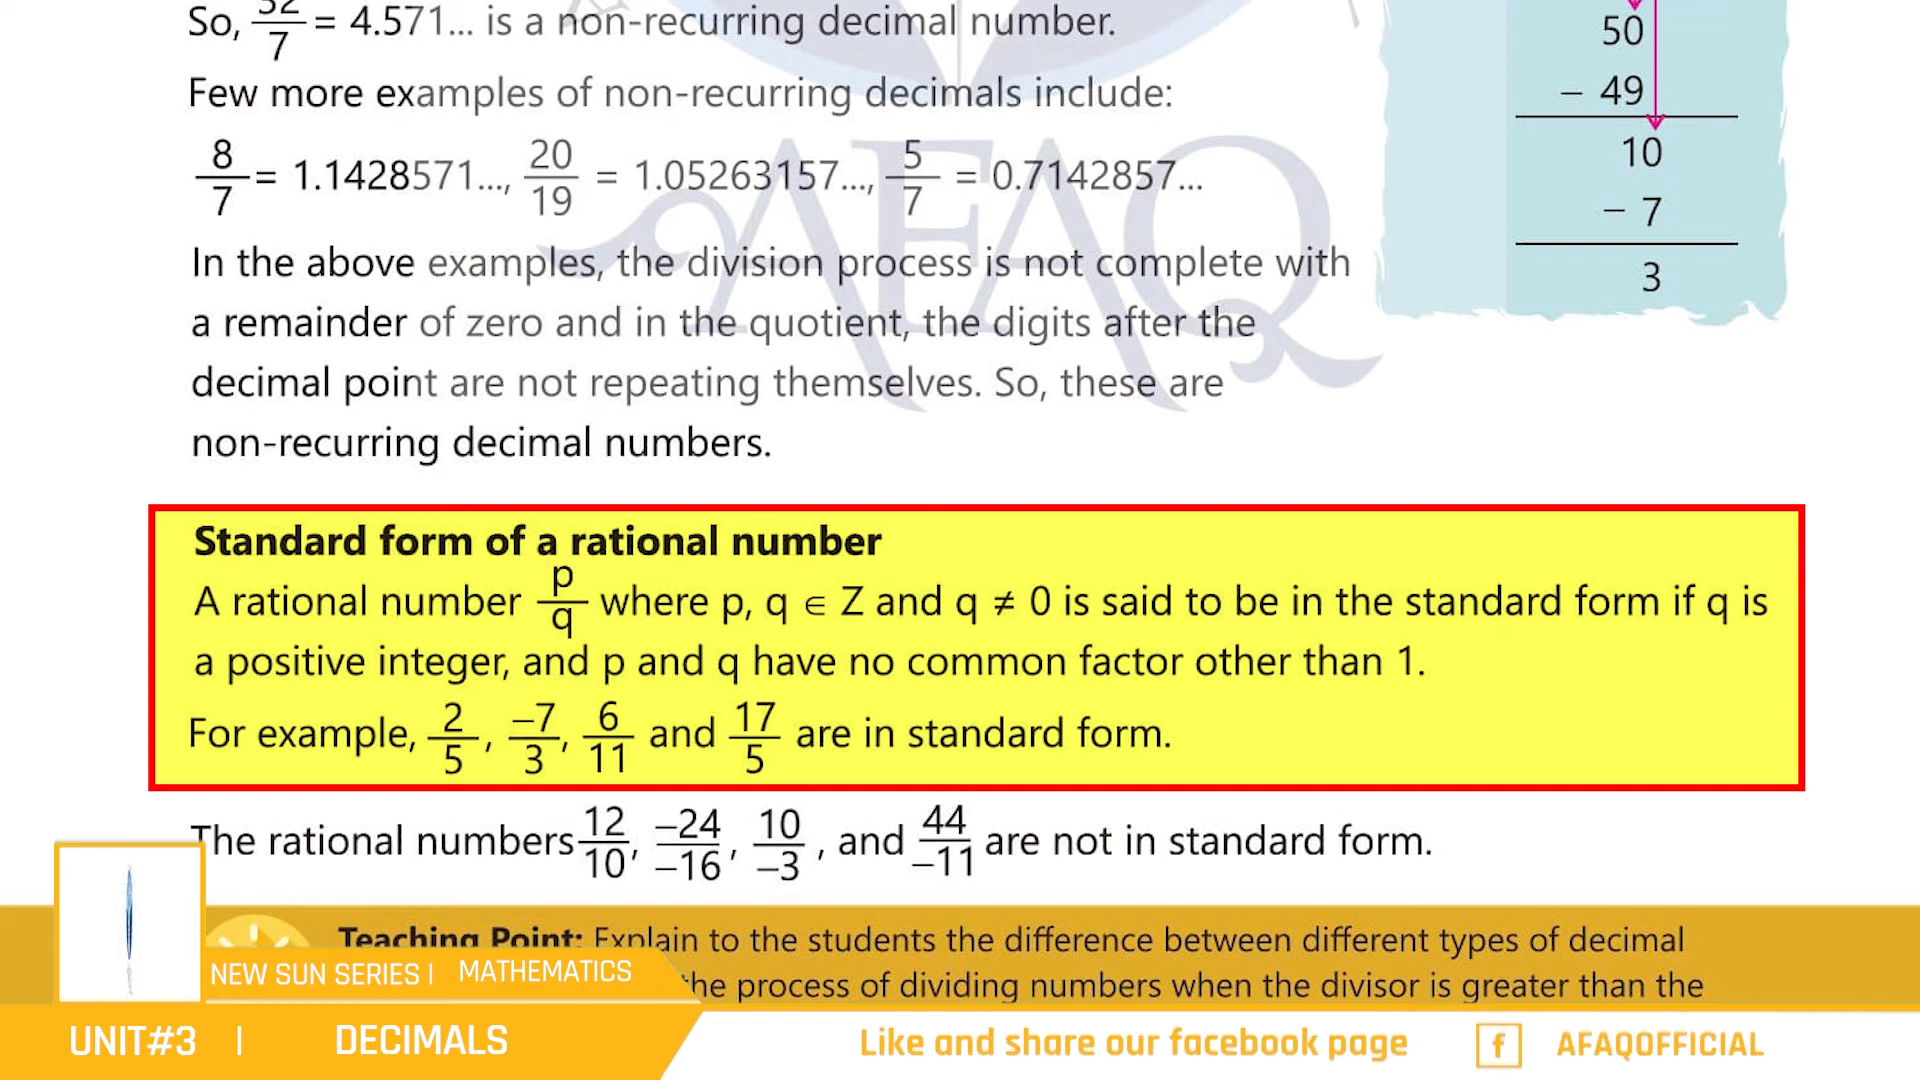 So, 32/7 = 4.571... is a non-recurring decimal number.
Few more examples of non-recurring decimals include:
8/7 = 1.1428571..., 20/19 = 1.05263157..., 5/7 = 0.7142857...
In the above examples, the division process is not complete with
a remainder of zero and in the quotient, the digits after the
decimal point are not repeating themselves. So, these are
non-recurring decimal numbers.
50
– 49
10
– 7
3
AFAQ
Standard form of a rational number
A rational number p/q where p, q ∈ Z and q ≠ 0 is said to be in the standard form if q is
a positive integer, and p and q have no common factor other than 1.
For example, 2/5, –7/3, 6/11 and 17/5 are in standard form.
The rational numbers 12/10, –24/–16, 10/–3, and 44/–11 are not in standard form.
Teaching Point: Explain to the students the difference between different types of decimal
the process of dividing numbers when the divisor is greater than the
NEW SUN SERIES | MATHEMATICS
UNIT#3 | DECIMALS
Like and share our facebook page f AFAQOFFICIAL